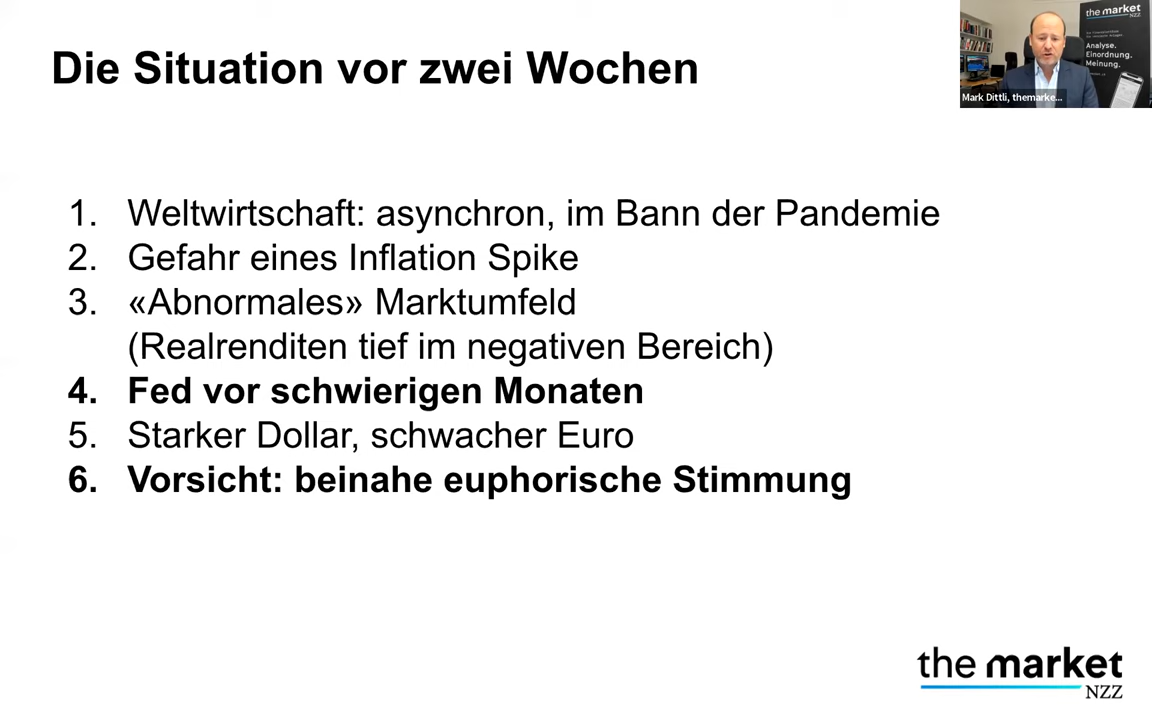 Die Situation vor zwei Wochen
the market
NZZ
Analyse.
Einordnung.
Meinung.
Mark Dittli, themarke...
1. Weltwirtschaft: asynchron, im Bann der Pandemie
2. Gefahr eines Inflation Spike
3. «Abnormales» Marktumfeld
(Realrenditen tief im negativen Bereich)
4. Fed vor schwierigen Monaten
5. Starker Dollar, schwacher Euro
6. Vorsicht: beinahe euphorische Stimmung
the market
NZZ